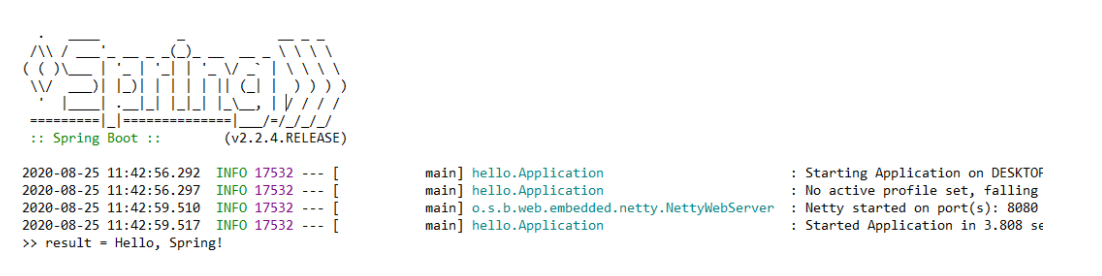 .   ____          _            __ _ _
 /\\ / ___'_ __ _ _(_)_ __  __ _ \ \ \ \
( ( )\___ | '_ | '_| | '_ \/ _` | \ \ \ \
 \\/  ___)| |_)| | | | | || (_| |  ) ) ) )
  '  |____| .__|_| |_|_| |_\__, | / / / /
 =========|_|==============|___/=/_/_/_/
 :: Spring Boot ::        (v2.2.4.RELEASE)
2020-08-25 11:42:56.292  INFO 17532 --- [           main] hello.Application                        : Starting Application on DESKTOP
2020-08-25 11:42:56.297  INFO 17532 --- [           main] hello.Application                        : No active profile set, falling
2020-08-25 11:42:59.510  INFO 17532 --- [           main] o.s.b.web.embedded.netty.NettyWebServer  : Netty started on port(s): 8080
2020-08-25 11:42:59.517  INFO 17532 --- [           main] hello.Application                        : Started Application in 3.808 se
>> result = Hello, Spring!